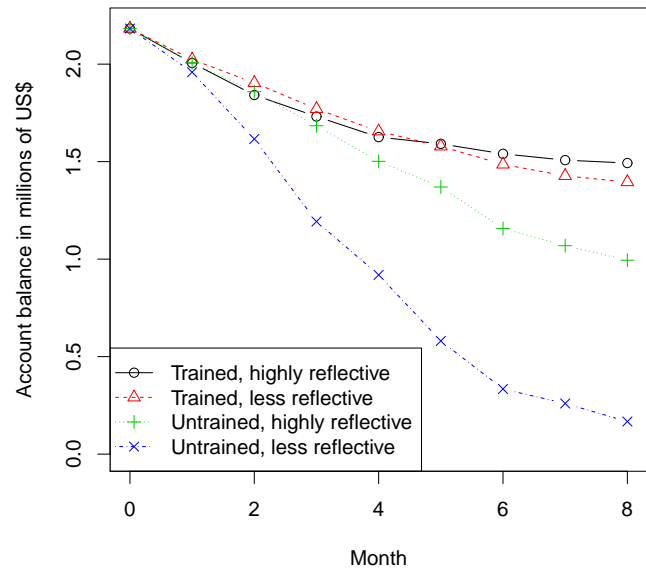 Account balance in millions of US$
2.0
1.5
1.0
0.5
0.0
Trained, highly reflective
Trained, less reflective
Untrained, highly reflective
Untrained, less reflective
0 2 4 6 8
Month